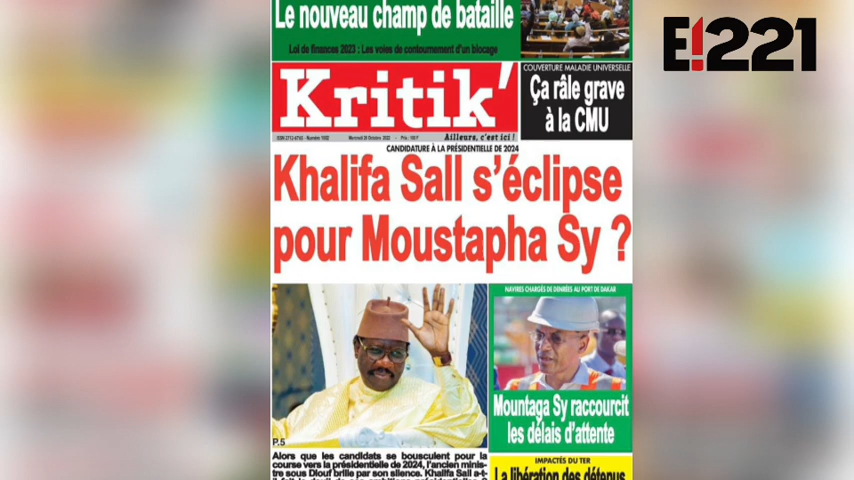 Le nouveau champ de bataille
Loi de finances 2023 : Les voies de contournement d'un blocage
E!221
COUVERTURE MALADIE UNIVERSELLE
Ça râle grave
à la CMU
Kritik'
Ailleurs, c'est ici !
CANDIDATURE À LA PRÉSIDENTIELLE DE 2024
Khalifa Sall s'éclipse
pour Moustapha Sy ?
NAVIRES CHARGÉS DE DENRÉES AU PORT DE DAKAR
Mountaga Sy raccourcit
les délais d'attente
P.5
Alors que les candidats se bousculent pour la
course vers la présidentielle de 2024, l'ancien minis-
tre sous Diouf brille par son silence. Khalifa Sall a-t-
IMPACTÉS DU TER
La libération des détenus